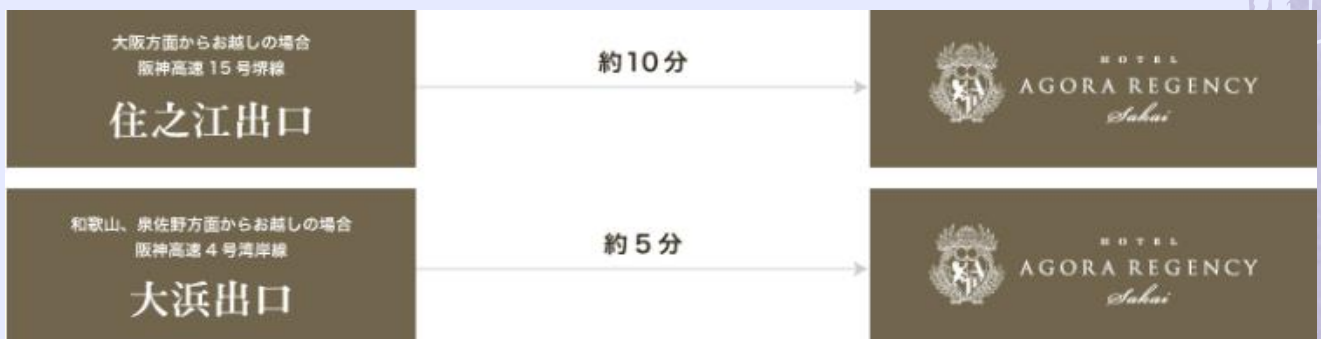 大阪方面からお越しの場合
阪神高速15号堺線
住之江出口
約10分
HOTEL
AGORA REGENCY
Sakai
和歌山、泉佐野方面からお越しの場合
阪神高速4号湾岸線
大浜出口
約5分
HOTEL
AGORA REGENCY
Sakai